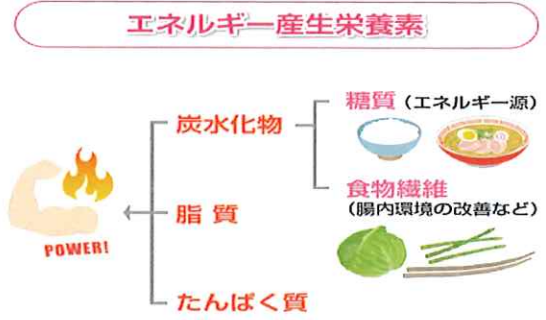 エネルギー産生栄養素
炭水化物
糖質（エネルギー源）
食物繊維
（腸内環境の改善など）
脂質
たんぱく質
POWER!